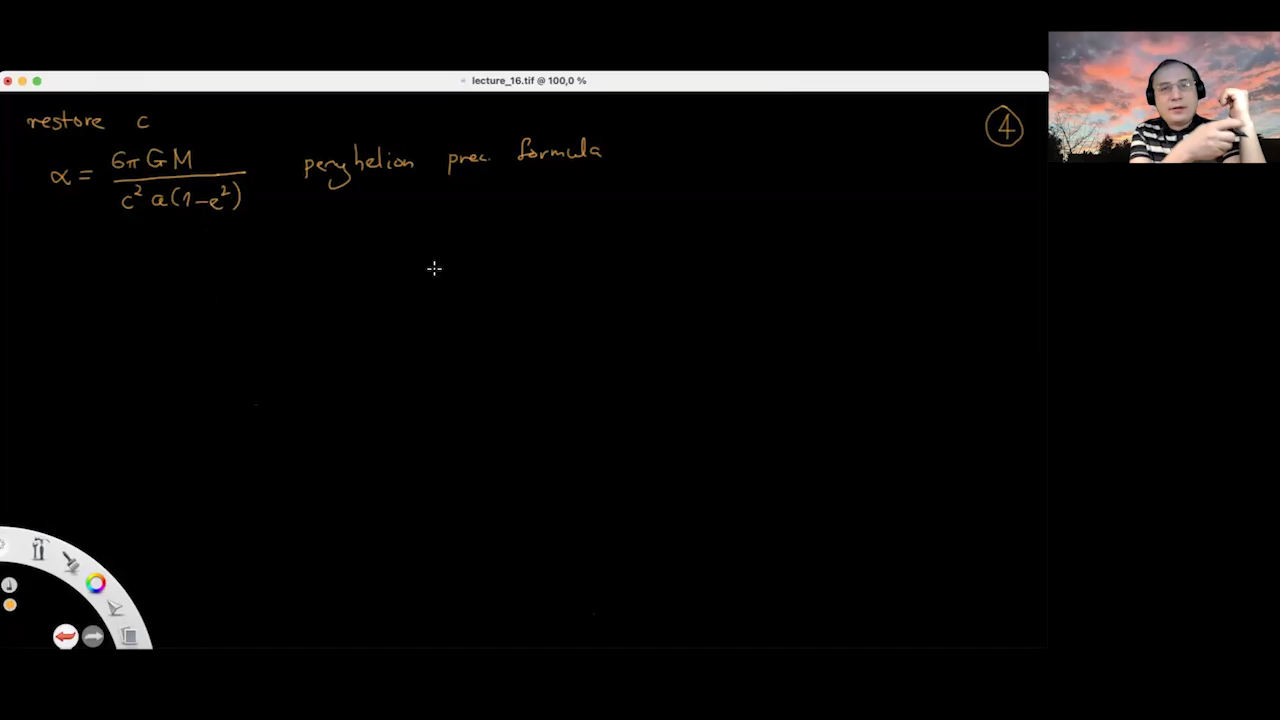 lecture_16.tif @ 100,0 %
restore c
④
α = 6πGM / c² a(1-e²) peryhelion prec. formula